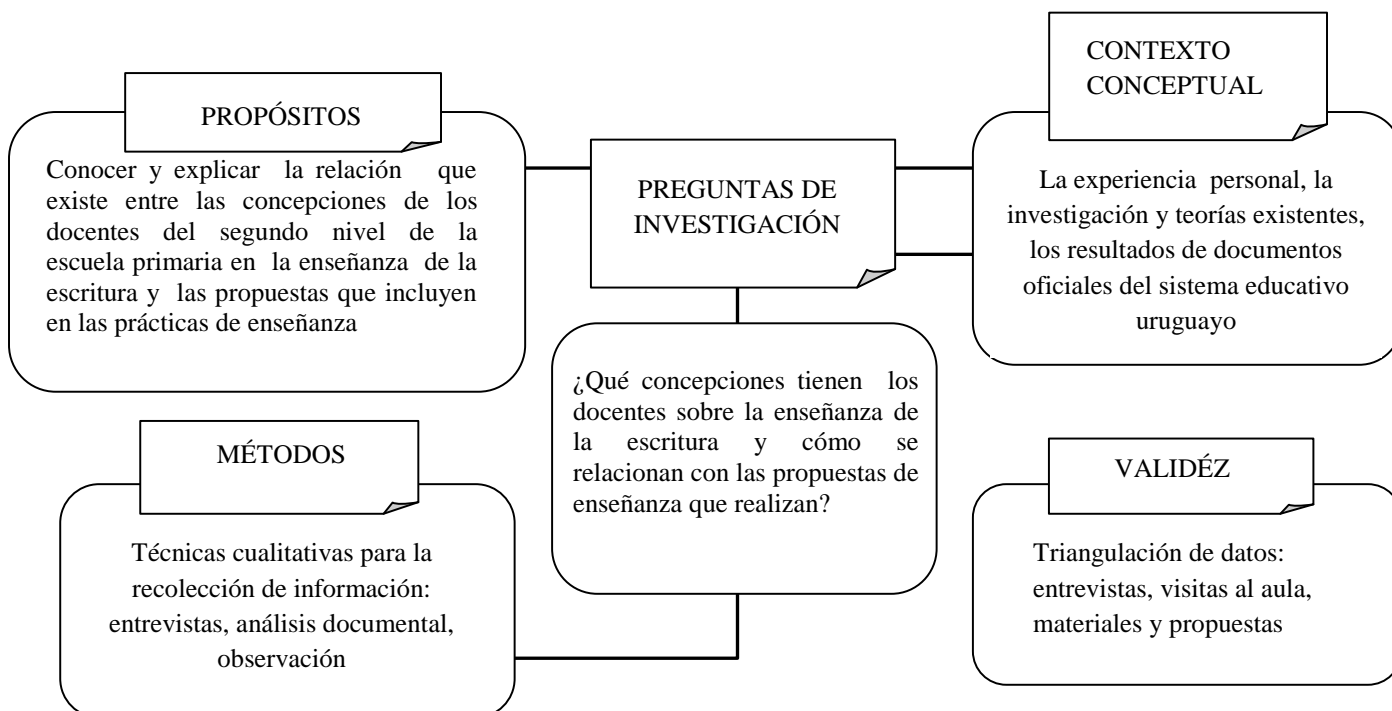 PROPÓSITOS
Conocer y explicar la relación que
existe entre las concepciones de los
docentes del segundo nivel de la
escuela primaria en la enseñanza de la
escritura y las propuestas que incluyen
en las prácticas de enseñanza
PREGUNTAS DE
INVESTIGACIÓN
CONTEXTO
CONCEPTUAL
La experiencia personal, la
investigación y teorías existentes,
los resultados de documentos
oficiales del sistema educativo
uruguayo
¿Qué concepciones tienen los
docentes sobre la enseñanza de
la escritura y cómo se
relacionan con las propuestas de
enseñanza que realizan?
MÉTODOS
Técnicas cualitativas para la
recolección de información:
entrevistas, análisis documental,
observación
VALIDÉZ
Triangulación de datos:
entrevistas, visitas al aula,
materiales y propuestas